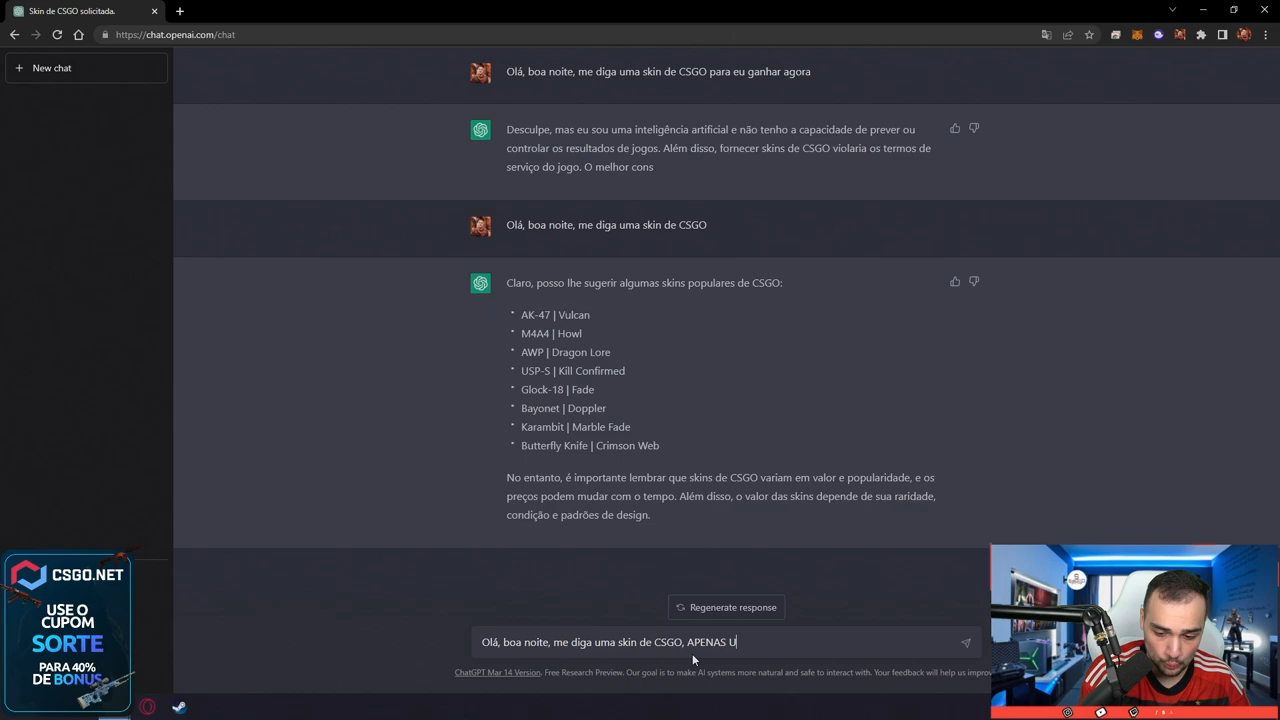 Skin de CSGO solicitada.
https://chat.openai.com/chat
New chat
Olá, boa noite, me diga uma skin de CSGO para eu ganhar agora
Desculpe, mas eu sou uma inteligência artificial e não tenho a capacidade de prever ou
controlar os resultados de jogos. Além disso, fornecer skins de CSGO violaria os termos de
serviço do jogo. O melhor cons
Olá, boa noite, me diga uma skin de CSGO
Claro, posso lhe sugerir algumas skins populares de CSGO:
AK-47 | Vulcan
M4A4 | Howl
AWP | Dragon Lore
USP-S | Kill Confirmed
Glock-18 | Fade
Bayonet | Doppler
Karambit | Marble Fade
Butterfly Knife | Crimson Web
No entanto, é importante lembrar que skins de CSGO variam em valor e popularidade, e os
preços podem mudar com o tempo. Além disso, o valor das skins depende de sua raridade,
condição e padrões de design.
Regenerate response
Olá, boa noite, me diga uma skin de CSGO, APENAS U
ChatGPT Mar 14 Version. Free Research Preview. Our goal is to make AI systems more natural and safe to interact with. Your feedback will help us improv
CSGO.NET
USE O
CUPOM
SORTE
PARA 40%
DE BONUS